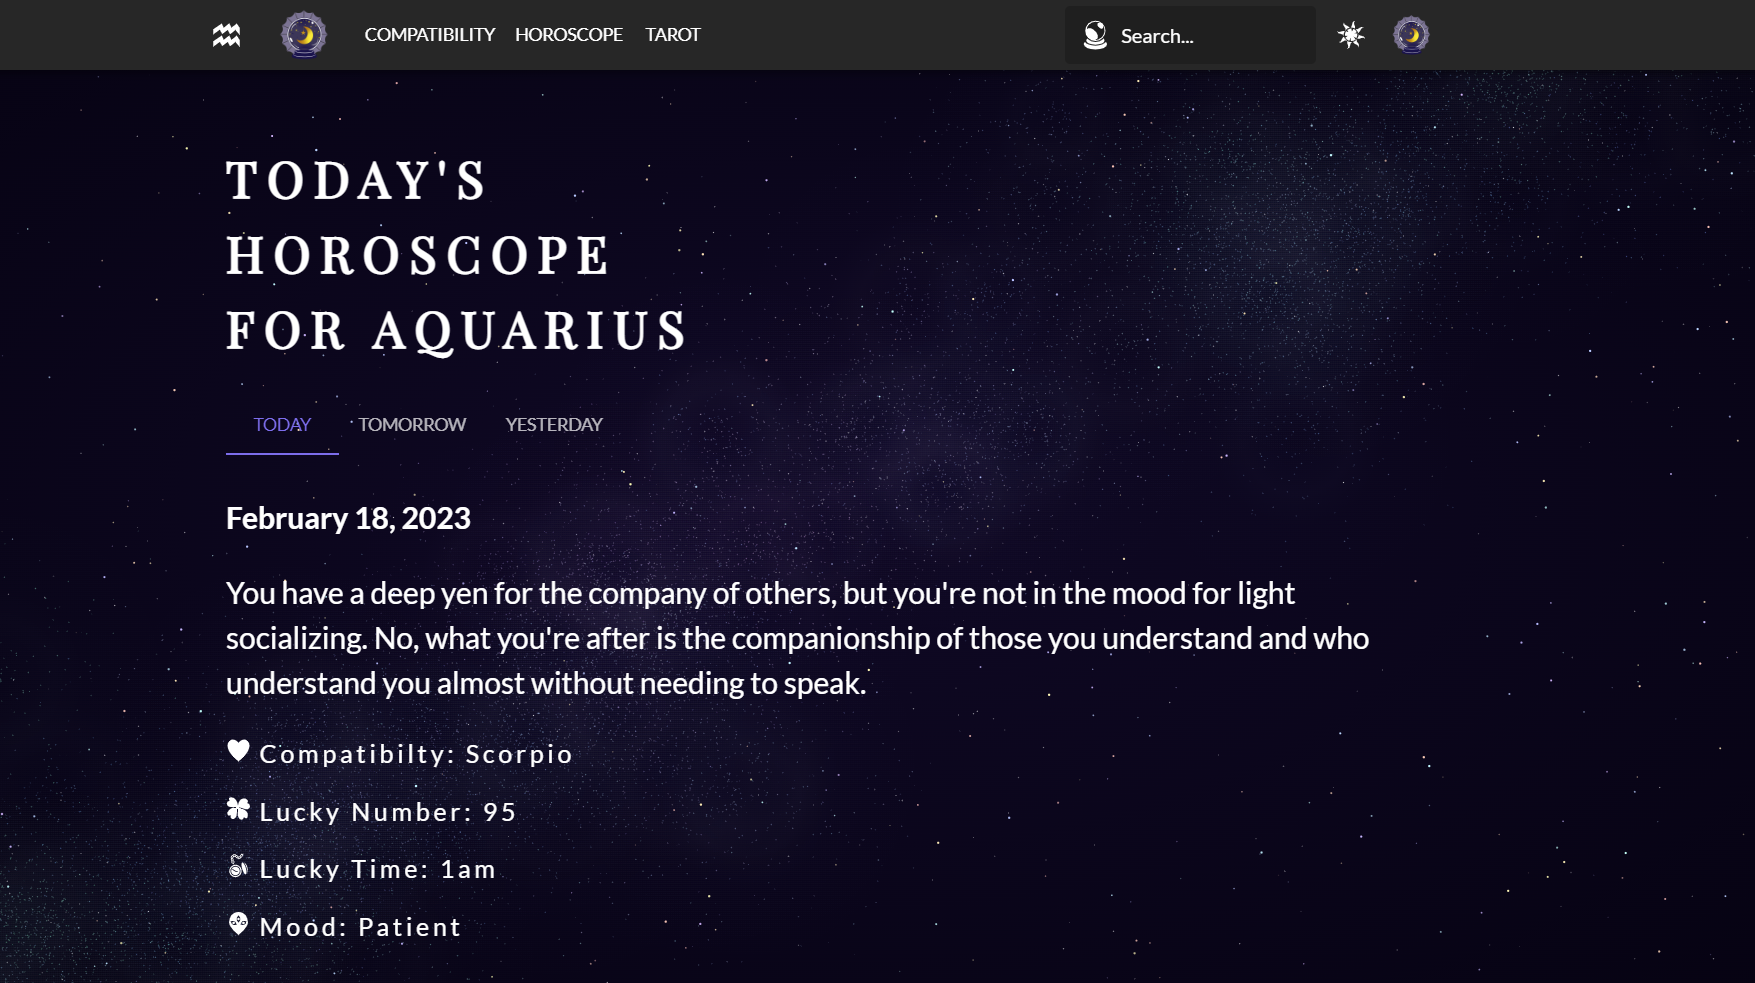 COMPATIBILITY HOROSCOPE TAROT Search...
TODAY'S
HOROSCOPE
FOR AQUARIUS
TODAY TOMORROW YESTERDAY
February 18, 2023
You have a deep yen for the company of others, but you're not in the mood for light
socializing. No, what you're after is the companionship of those you understand and who
understand you almost without needing to speak.
Compatibilty: Scorpio
Lucky Number: 95
Lucky Time: 1am
Mood: Patient